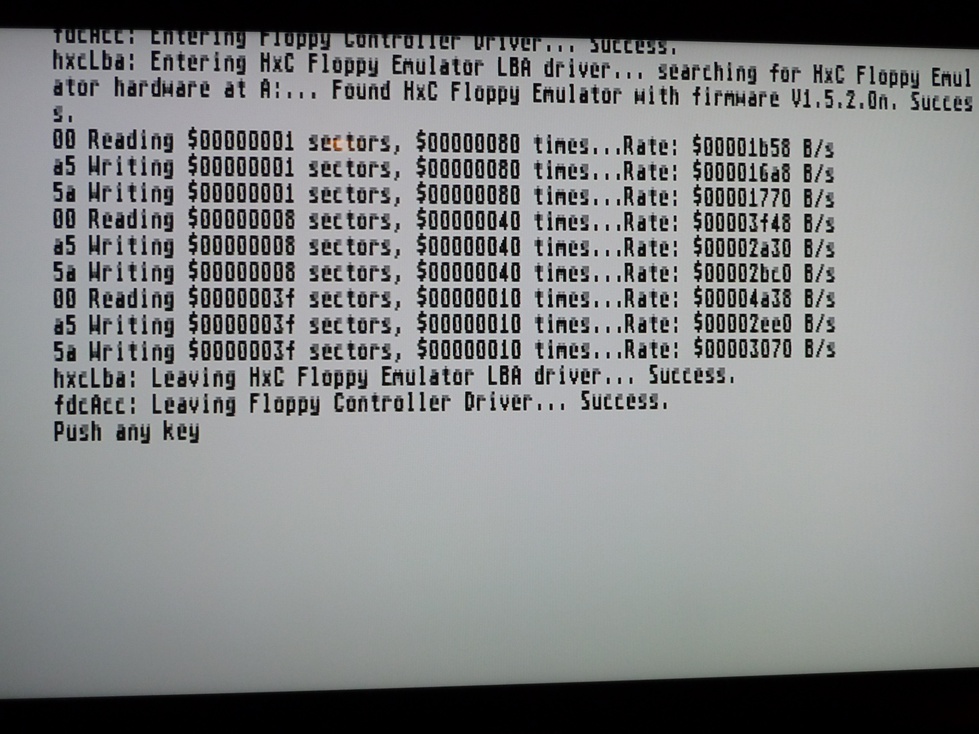 fdcAcc: Entering Floppy Controller Driver... Success.
hxcLba: Entering HxC Floppy Emulator LBA driver... searching for HxC Floppy Emul
ator hardware at A:... Found HxC Floppy Emulator with firmware V1.5.2.0n. Succes
s.
00 Reading $00000001 sectors, $00000080 times...Rate: $00001b58 B/s
a5 Writing $00000001 sectors, $00000080 times...Rate: $000016a8 B/s
5a Writing $00000001 sectors, $00000080 times...Rate: $00001770 B/s
00 Reading $00000008 sectors, $00000040 times...Rate: $00003f48 B/s
a5 Writing $00000008 sectors, $00000040 times...Rate: $00002a30 B/s
5a Writing $00000008 sectors, $00000040 times...Rate: $00002bc0 B/s
00 Reading $0000003f sectors, $00000010 times...Rate: $00004a38 B/s
a5 Writing $0000003f sectors, $00000010 times...Rate: $00002ee0 B/s
5a Writing $0000003f sectors, $00000010 times...Rate: $00003070 B/s
hxcLba: Leaving HxC Floppy Emulator LBA driver... Success.
fdcAcc: Leaving Floppy Controller Driver... Success.
Push any key